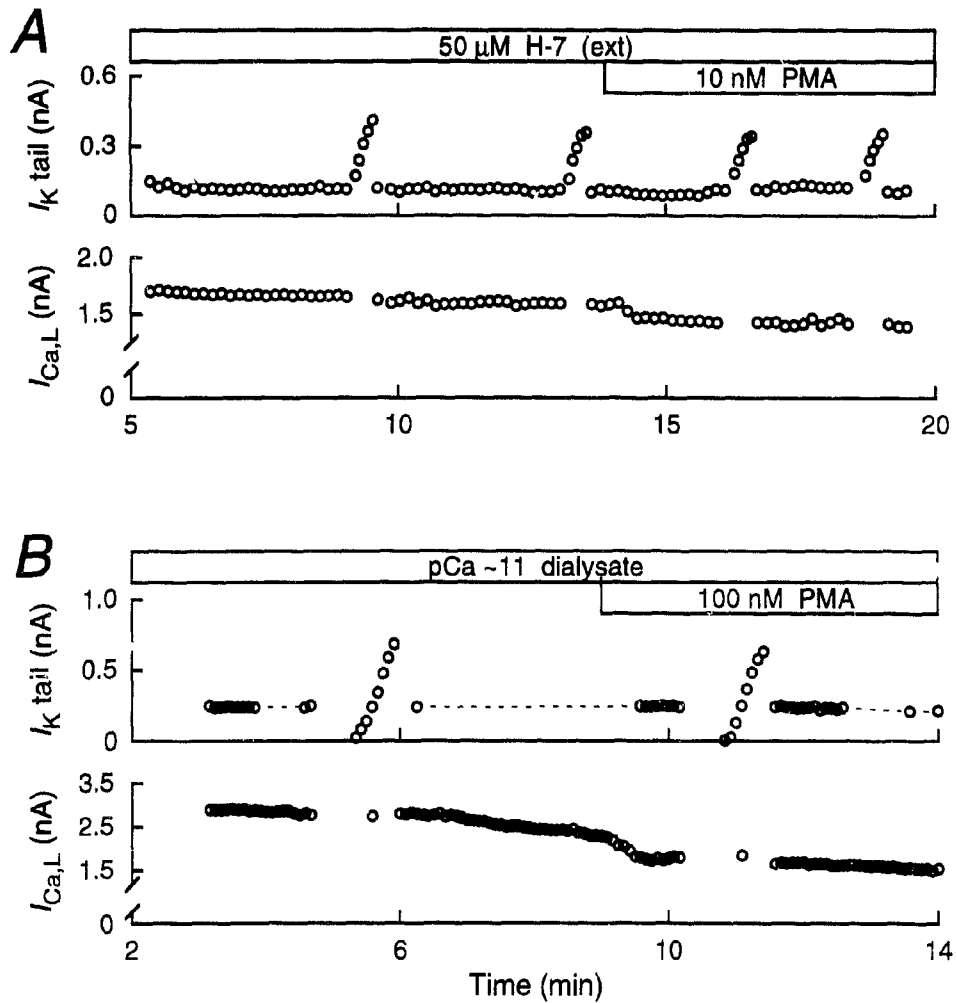 A
50 µM H-7 (ext)
10 nM PMA
0.6
0.3
0
IK tail (nA)
2.0
1.5
0
ICa,L (nA)
5 10 15 20
B
pCa ~11 dialysate
100 nM PMA
1.0
0.5
0
IK tail (nA)
3.5
2.5
1.5
0
ICa,L (nA)
2 6 10 14
Time (min)